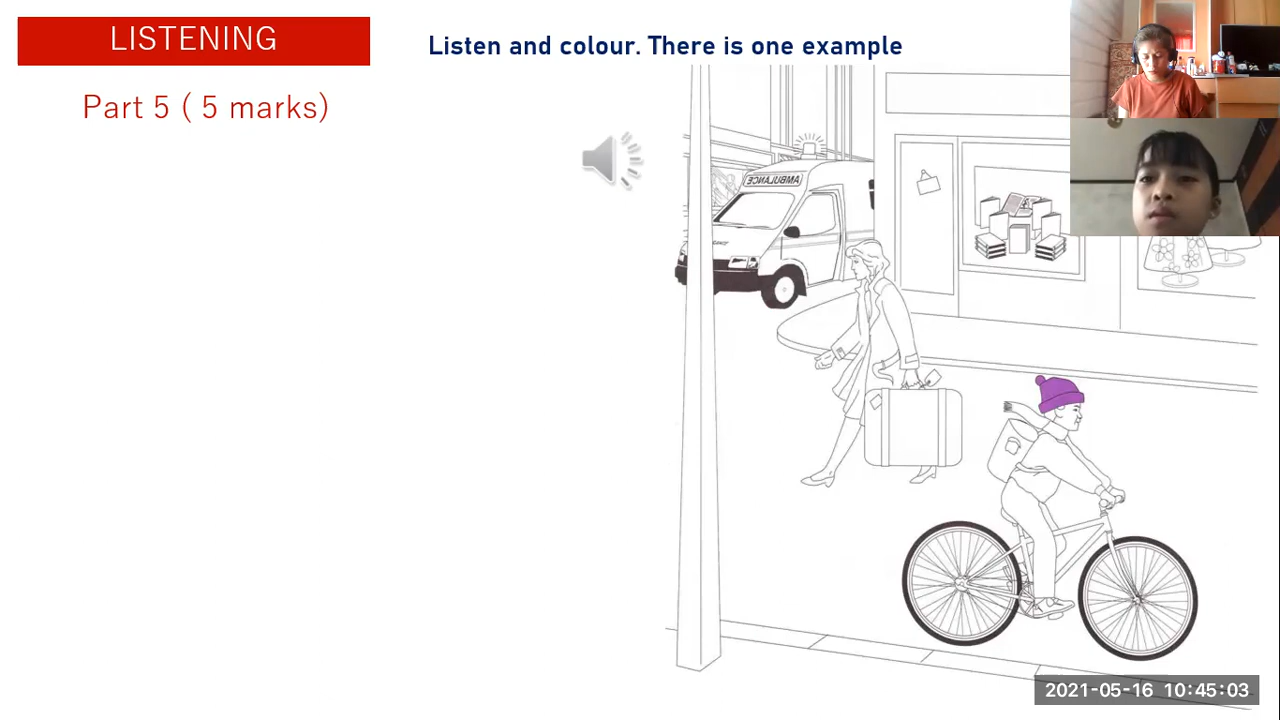 LISTENING
Listen and colour. There is one example
Part 5 ( 5 marks)
AMBULANCE
2021-05-16 10:45:03